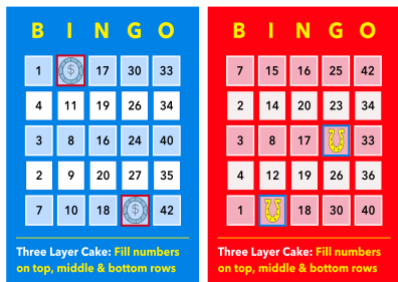 B I N G O
1 $ 17 30 33
4 11 19 26 34
3 8 16 24 40
2 9 20 27 35
7 10 18 $ 42
Three Layer Cake: Fill numbers
on top, middle & bottom rows
B I N G O
7 15 16 25 42
2 14 20 23 34
3 8 17 33
4 12 19 26 36
1 18 30 40
Three Layer Cake: Fill numbers
on top, middle & bottom rows